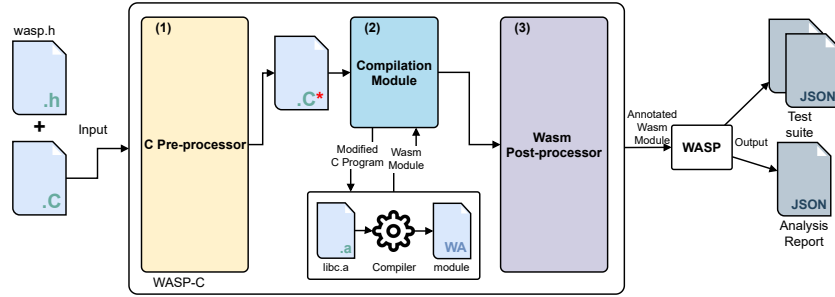 wasp.h
.h
+
.C
Input
(1)
C Pre-processor
.C*
(2)
Compilation
Module
Modified
C Program
Wasm
Module
.a
libc.a
Compiler
WA
module
(3)
Wasm
Post-processor
WASP-C
Annotated
Wasm
Module
WASP
Output
JSON
Test
suite
JSON
Analysis
Report